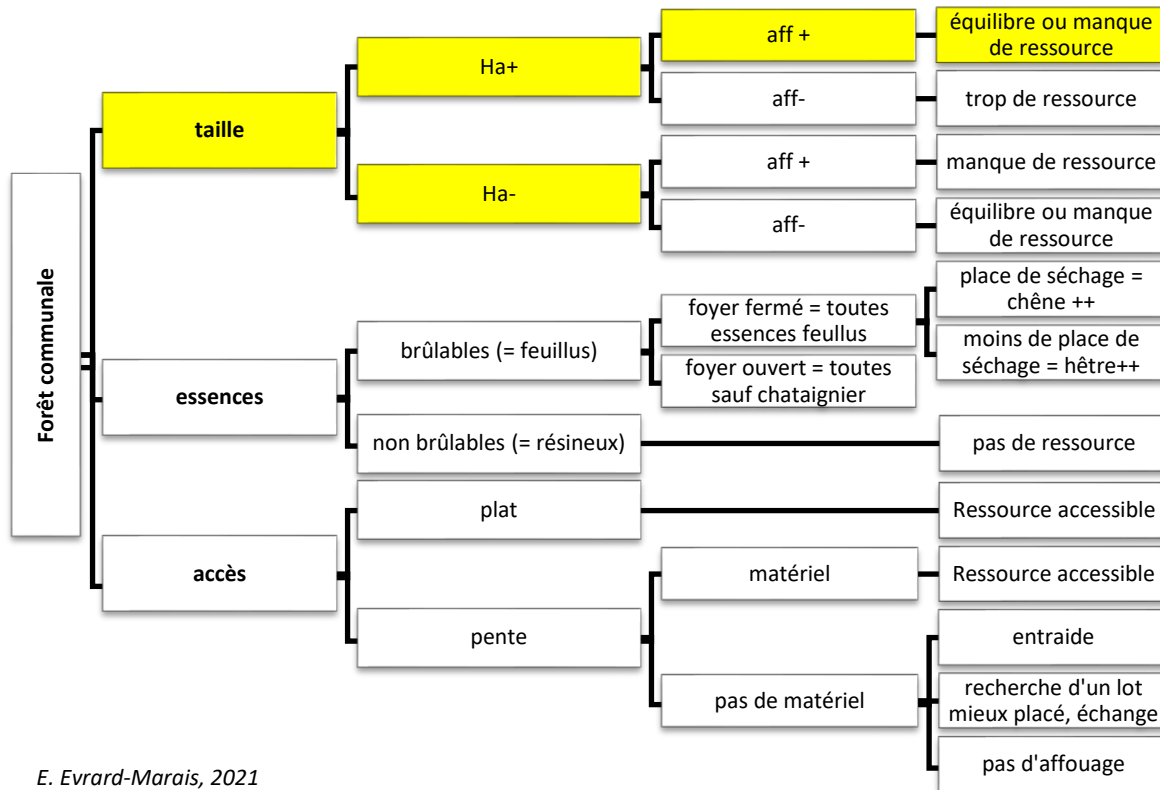 Forêt communale
taille
Ha+
aff +
équilibre ou manque
de ressource
aff-
trop de ressource
Ha-
aff +
manque de ressource
aff-
équilibre ou manque
de ressource
essences
brûlables (= feuillus)
foyer fermé = toutes
essences feullus
place de séchage =
chêne ++
moins de place de
séchage = hêtre++
foyer ouvert = toutes
sauf chataignier
non brûlables (= résineux)
pas de ressource
accès
plat
Ressource accessible
pente
matériel
Ressource accessible
pas de matériel
entraide
recherche d'un lot
mieux placé, échange
pas d'affouage
E. Evrard-Marais, 2021